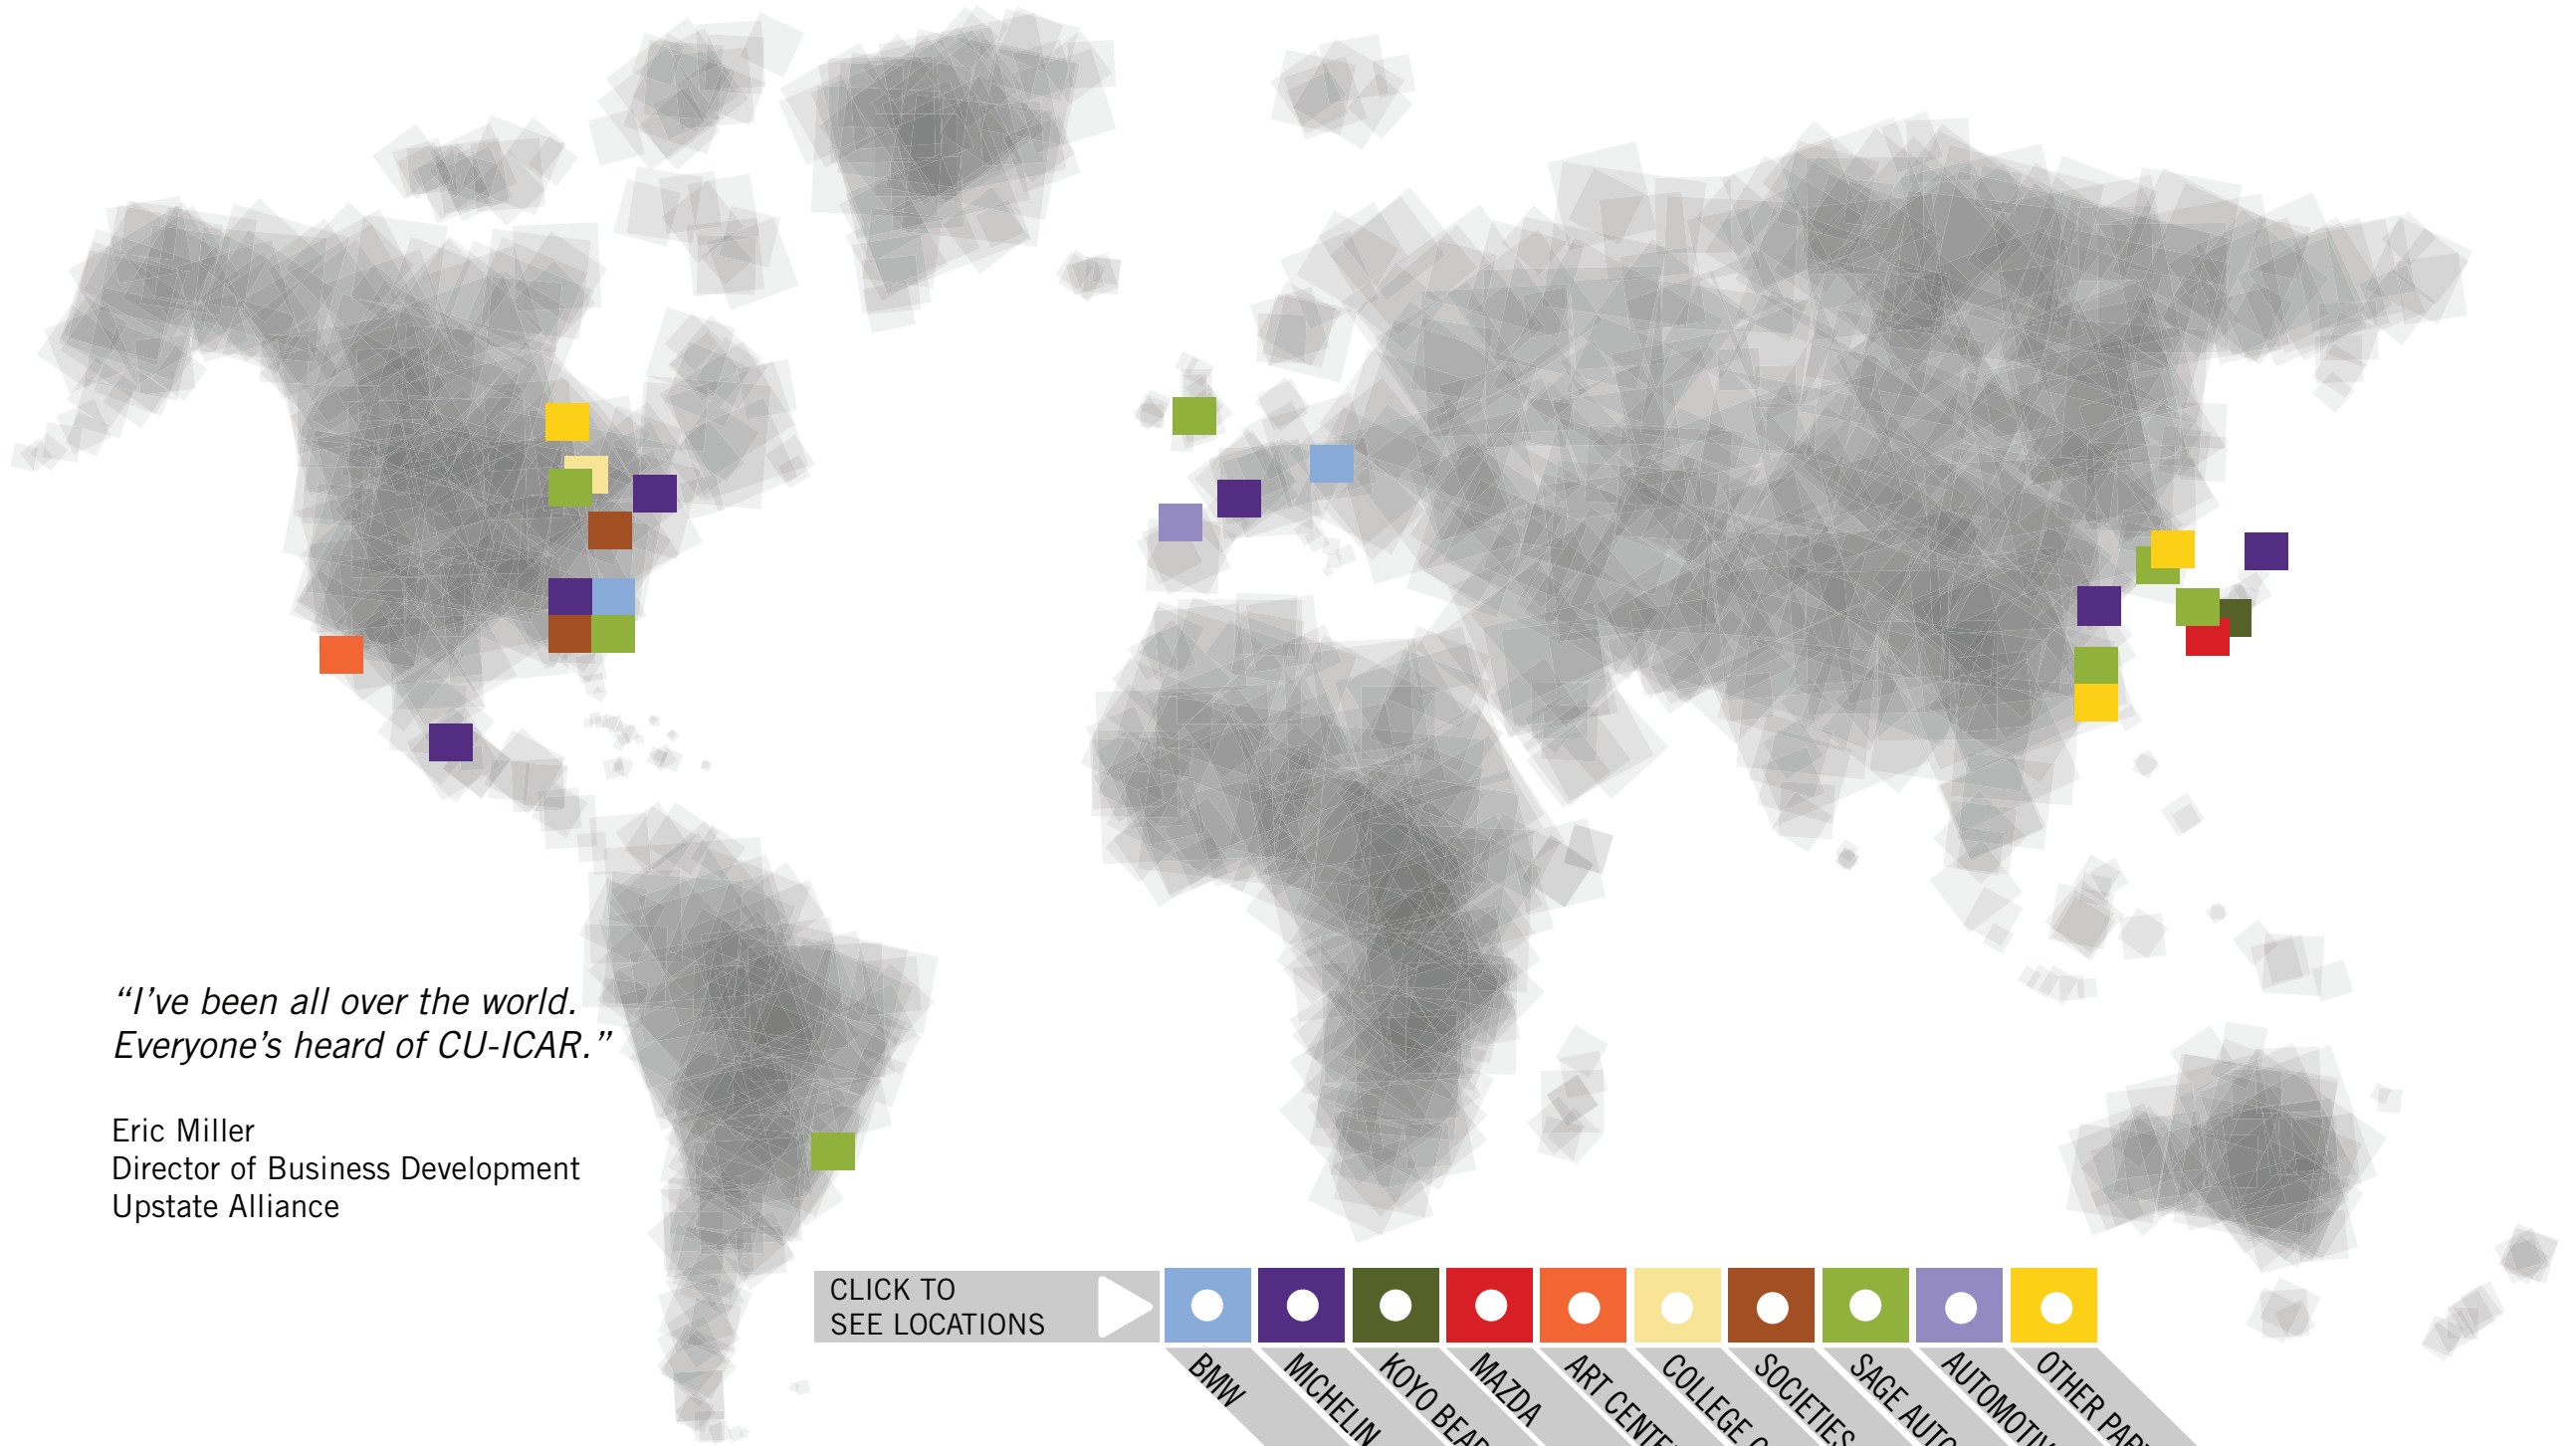 “I’ve been all over the world.
Everyone’s heard of CU-ICAR.”
Eric Miller
Director of Business Development
Upstate Alliance
CLICK TO
SEE LOCATIONS
BMW
MICHELIN
KOYO
MAZDA
ART
COLLEGE
SOCIETIES
SAGE
OTHER